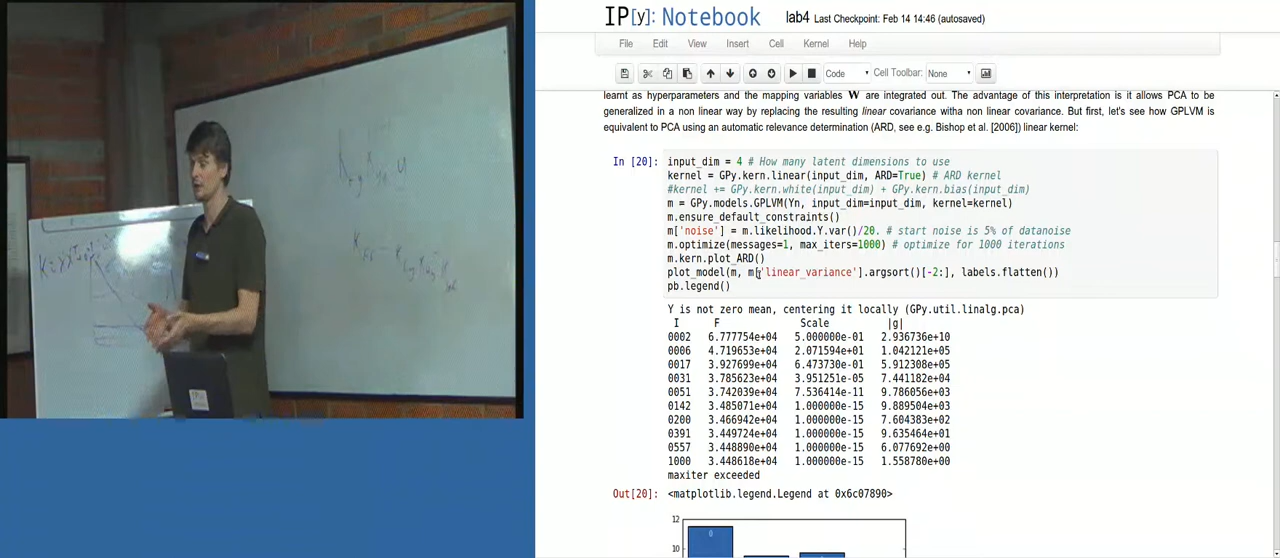 IP[y]: Notebook lab4 Last Checkpoint: Feb 14 14:46 (autosaved)
File Edit View Insert Cell Kernel Help
Code Cell Toolbar: None
learnt as hyperparameters and the mapping variables W are integrated out. The advantage of this interpretation is it allows PCA to be
generalized in a non linear way by replacing the resulting linear covariance witha non linear covariance. But first, let's see how GPLVM is
equivalent to PCA using an automatic relevance determination (ARD, see e.g. Bishop et al. [2006]) linear kernel:
In [20]: input_dim = 4 # How many latent dimensions to use
kernel = GPy.kern.linear(input_dim, ARD=True) # ARD kernel
#kernel += GPy.kern.white(input_dim) + GPy.kern.bias(input_dim)
m = GPy.models.GPLVM(Yn, input_dim=input_dim, kernel=kernel)
m.ensure_default_constraints()
m['noise'] = m.likelihood.Y.var()/20. # start noise is 5% of datanoise
m.optimize(messages=1, max_iters=1000) # optimize for 1000 iterations
m.kern.plot_ARD()
plot_model(m, m['linear_variance'].argsort()[-2:], labels.flatten())
pb.legend()
Y is not zero mean, centering it locally (GPy.util.linalg.pca)
I F Scale |g|
0002 6.777754e+04 5.000000e-01 2.936736e+10
0006 4.719653e+04 2.071594e+01 1.042121e+05
0017 3.927699e+04 6.473730e-01 5.912308e+05
0031 3.785623e+04 3.951251e-05 7.441182e+04
0051 3.742039e+04 7.536414e-11 9.786056e+03
0142 3.485071e+04 1.000000e-15 9.889503e+04
0200 3.466942e+04 1.000000e-15 7.604383e+02
0391 3.449724e+04 1.000000e-15 9.635464e+01
0557 3.448890e+04 1.000000e-15 6.077692e+00
1000 3.448618e+04 1.000000e-15 1.558780e+00
maxiter exceeded
Out[20]: <matplotlib.legend.Legend at 0x6c07890>
12
0
10